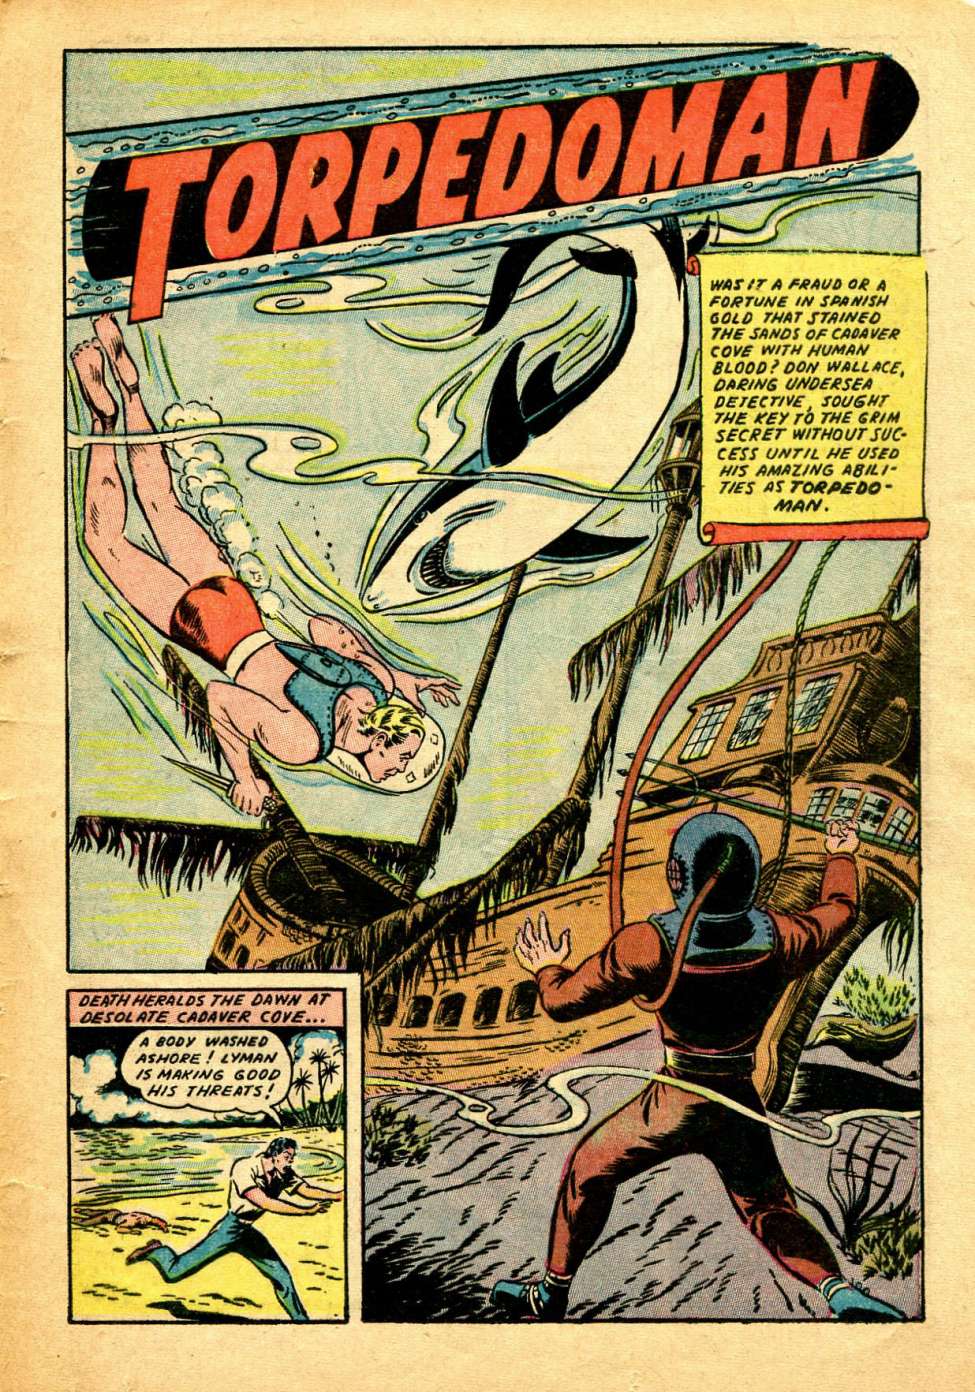 TORPEDOMAN
WAS IT A FRAUD OR A
FORTUNE IN SPANISH
GOLD THAT STAINED
THE SANDS OF CADAVER
COVE WITH HUMAN
BLOOD? DON WALLACE,
DARING UNDERSEA
DETECTIVE, SOUGHT
THE KEY TO THE GRIM
SECRET WITHOUT SUC-
CESS UNTIL HE USED
HIS AMAZING ABILI-
TIES AS TORPEDO-
MAN.
DEATH HERALDS THE DAWN AT
DESOLATE CADAVER COVE...
A BODY WASHED
ASHORE! LYMAN
IS MAKING GOOD
HIS THREATS!